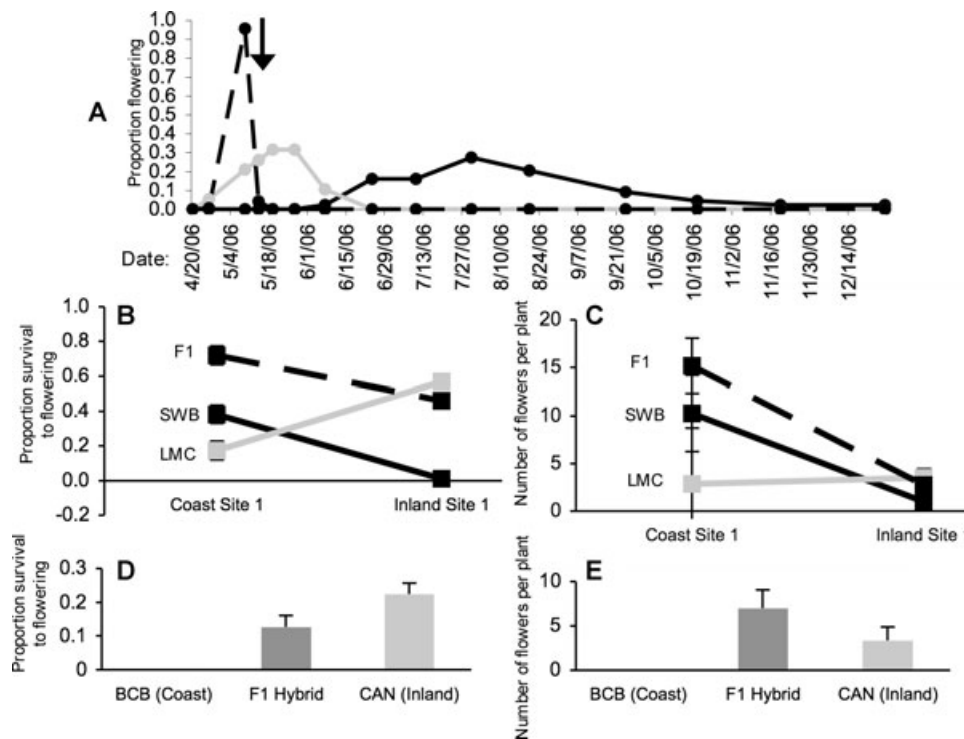 A
Proportion flowering
1.0
0.9
0.8
0.7
0.6
0.5
0.4
0.3
0.2
0.1
0.0
Date:
4/20/06
5/4/06
5/18/06
6/1/06
6/15/06
6/29/06
7/13/06
7/27/06
8/10/06
8/24/06
9/7/06
9/21/06
10/5/06
10/19/06
11/2/06
11/16/06
11/30/06
12/14/06
B
Proportion survival
to flowering
1.0
0.8
0.6
0.4
0.2
0.0
-0.2
F1
SWB
LMC
Coast Site 1
Inland Site 1
C
Number of flowers per plant
20
15
10
5
0
F1
SWB
LMC
Coast Site 1
Inland Site 1
D
Proportion survival
to flowering
0.3
0.2
0.1
0
BCB (Coast)
F1 Hybrid
CAN (Inland)
E
Number of flowers per plant
10
5
0
BCB (Coast)
F1 Hybrid
CAN (Inland)